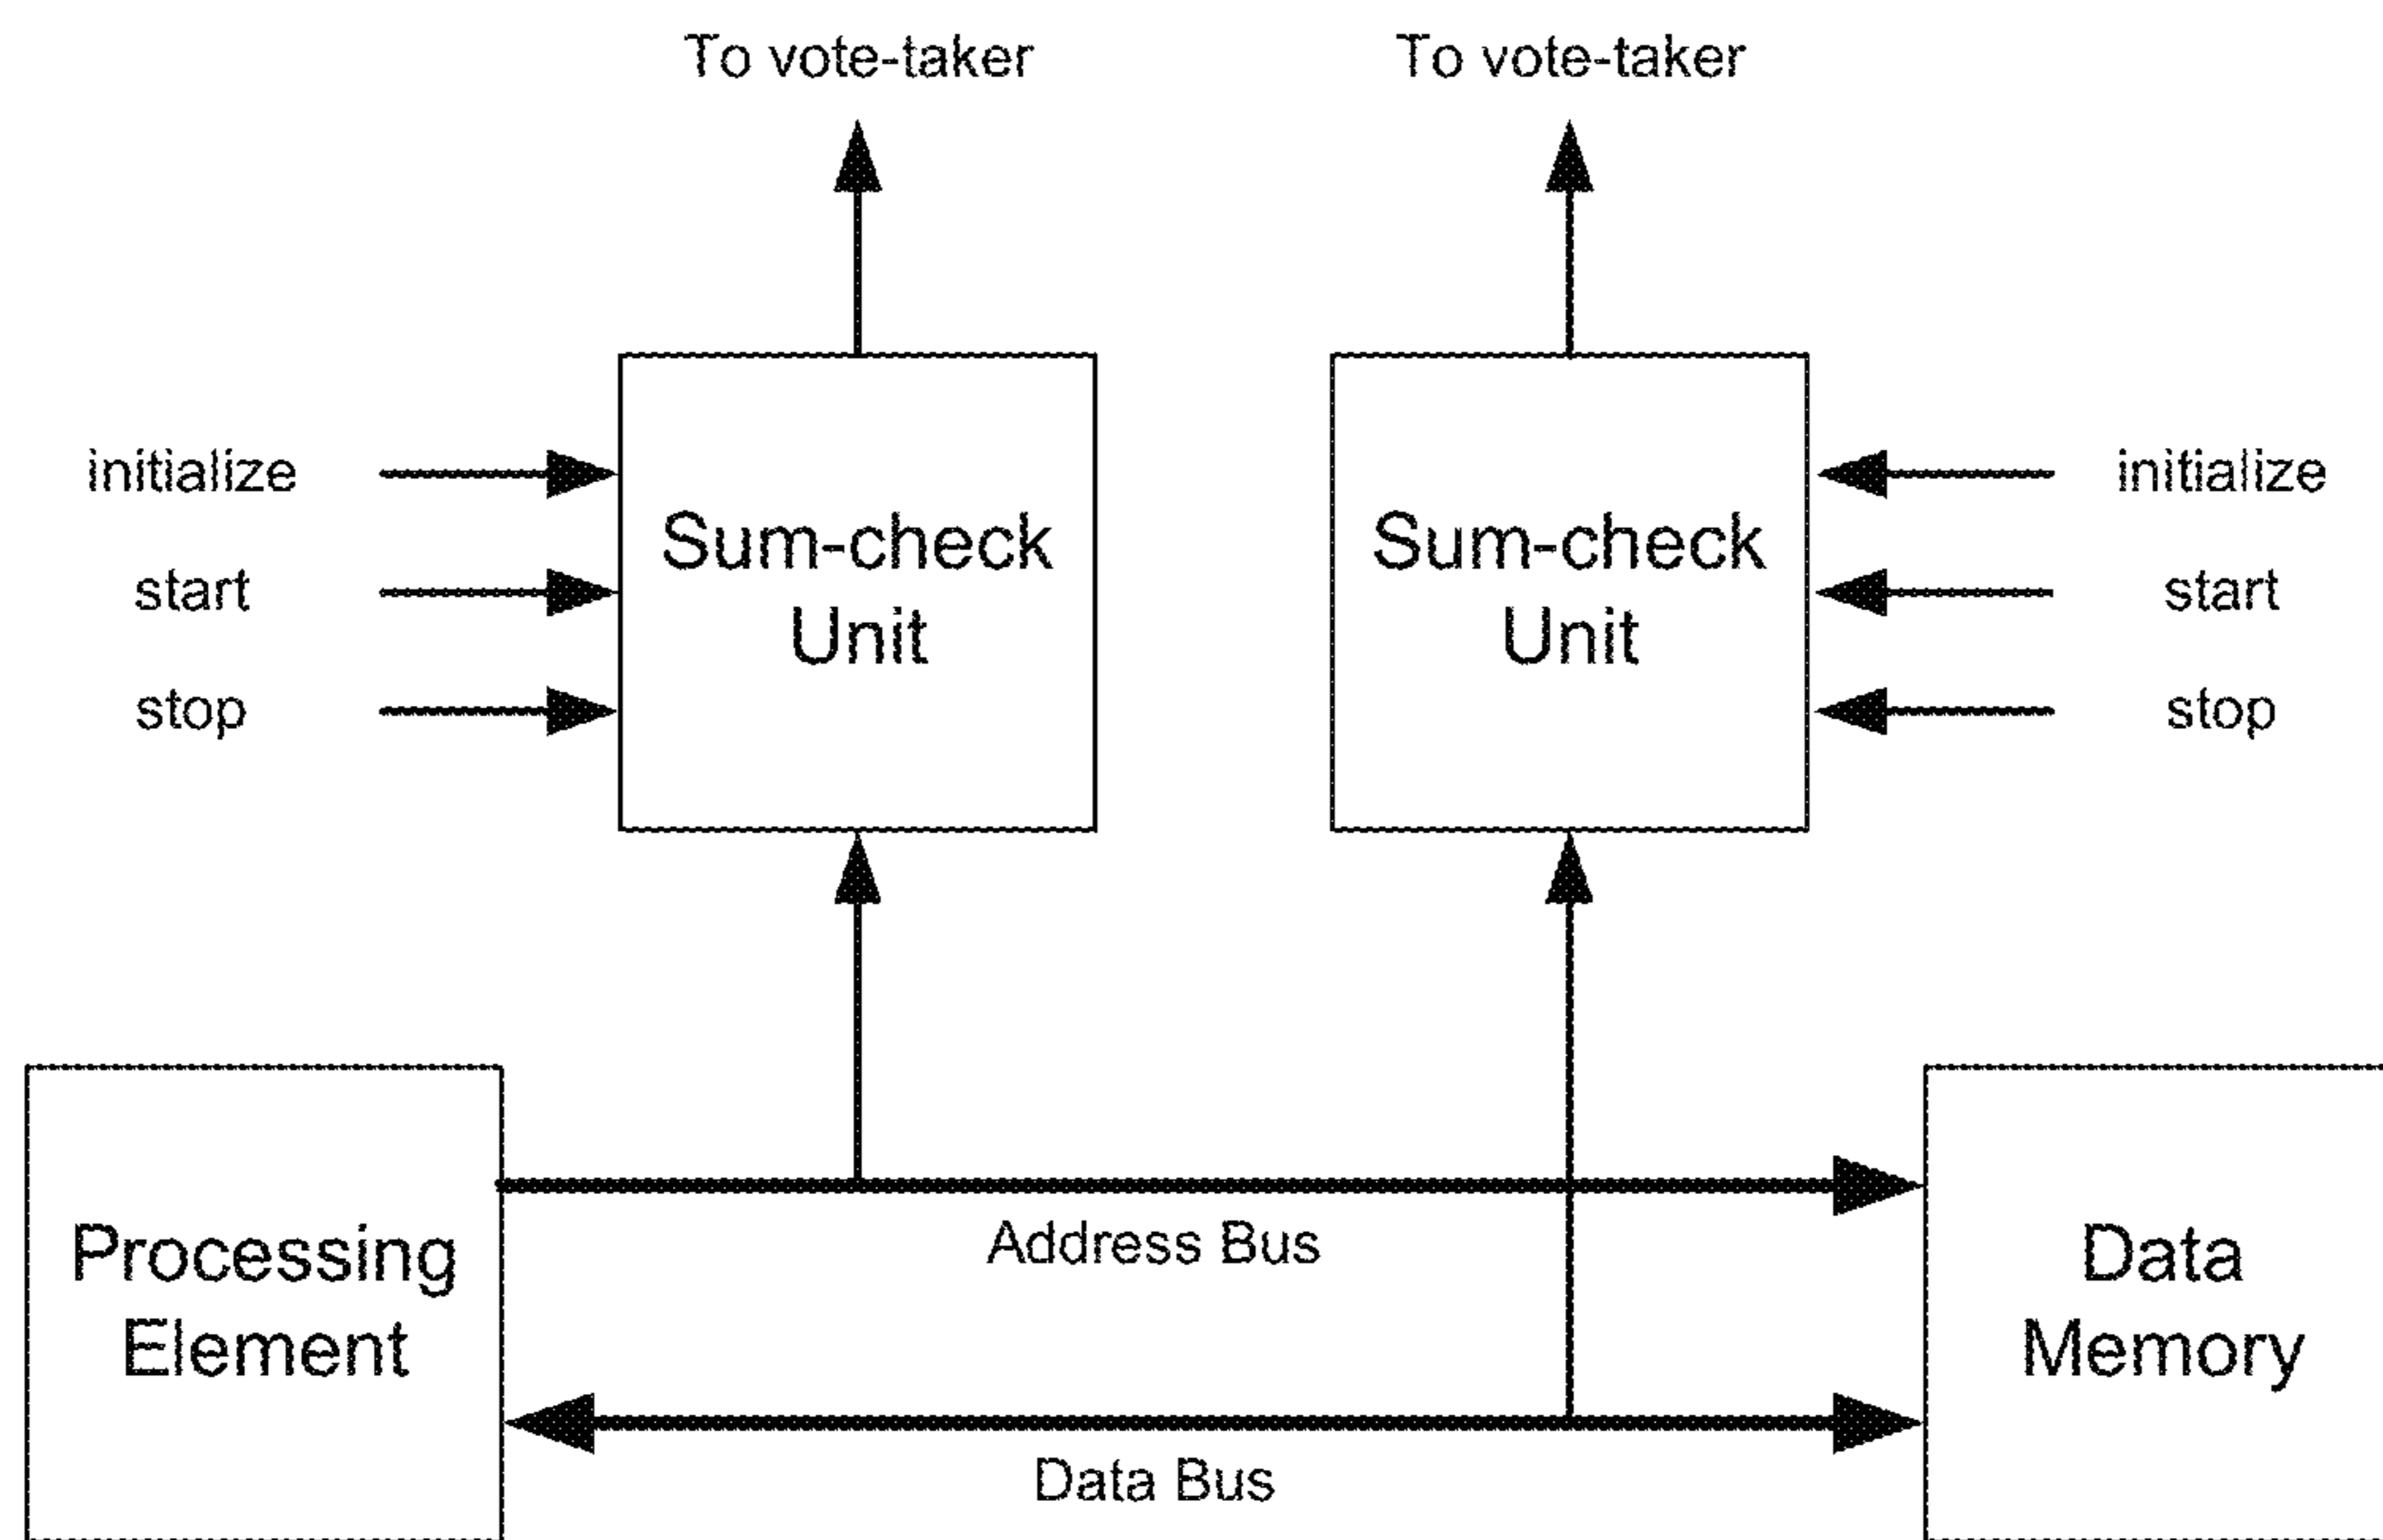 To vote-taker
To vote-taker
initialize
start
stop
Sum-check
Unit
Sum-check
Unit
initialize
start
stop
Processing
Element
Address Bus
Data Bus
Data
Memory